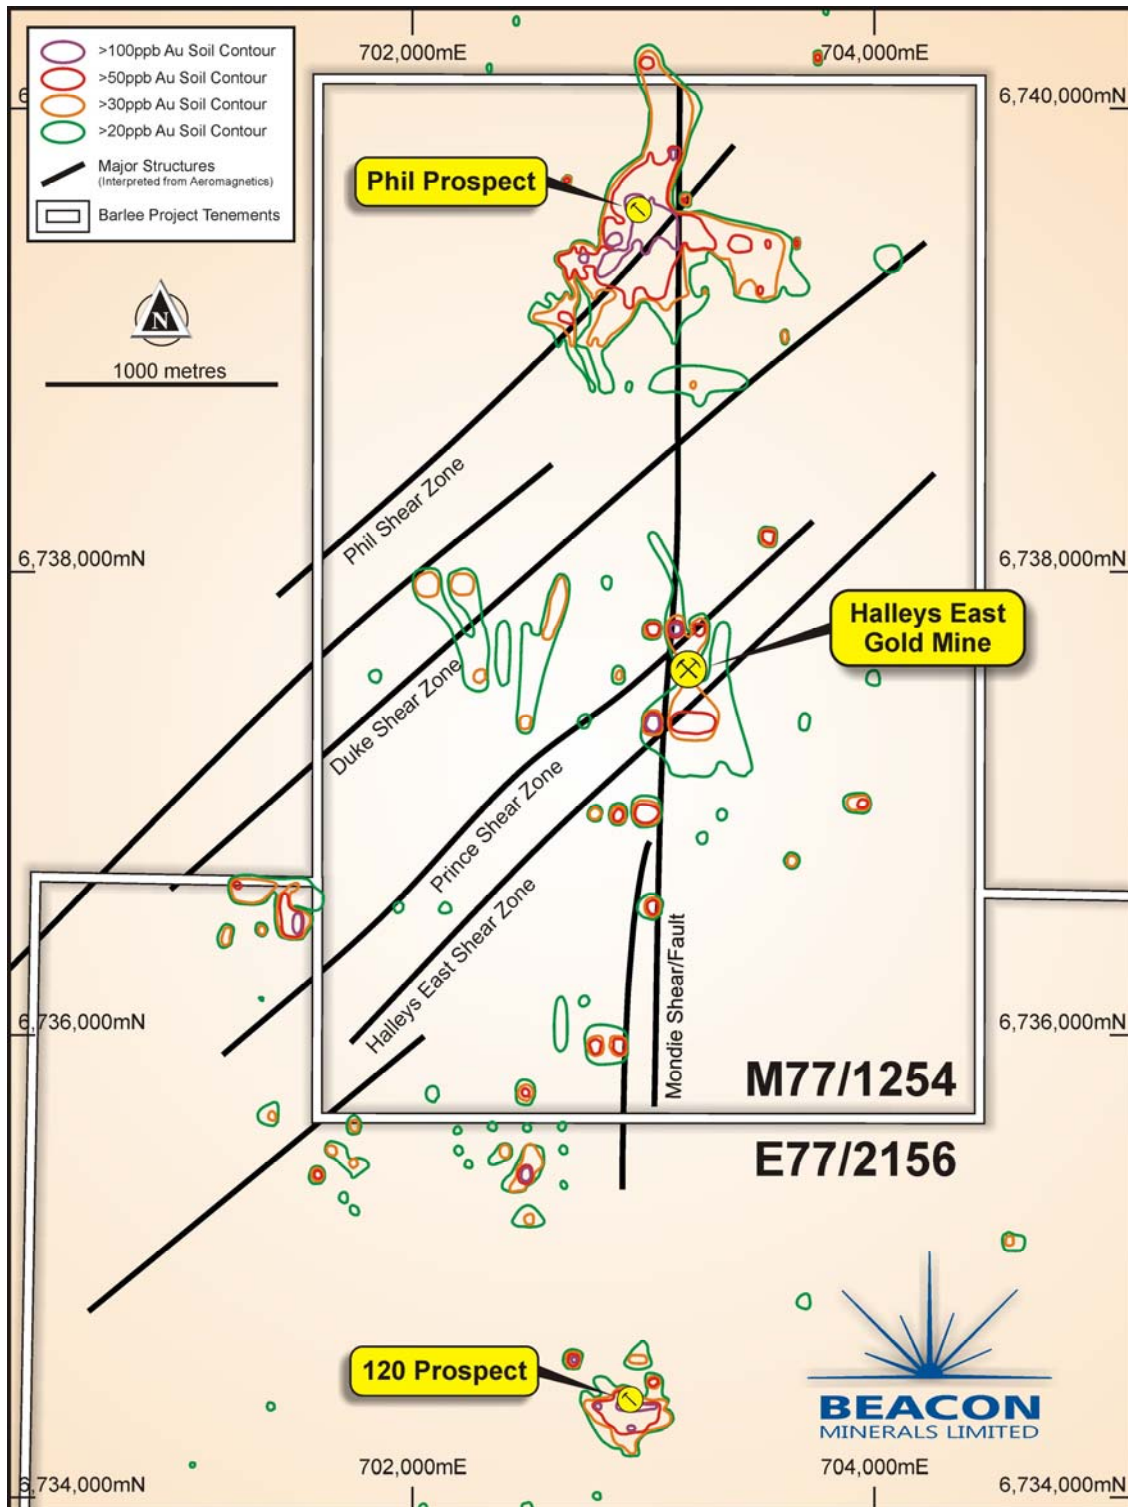 >100ppb Au Soil Contour
>50ppb Au Soil Contour
>30ppb Au Soil Contour
>20ppb Au Soil Contour
Major Structures
(Interpreted from Aeromagnetics)
Barlee Project Tenements
702,000mE
704,000mE
6,740,000mN
Phil Prospect
N
1000 metres
Phil Shear Zone
6,738,000mN
6,738,000mN
Halleys East
Gold Mine
Duke Shear Zone
Prince Shear Zone
Halleys East Shear Zone
Mondie Shear/Fault
6,736,000mN
6,736,000mN
M77/1254
E77/2156
120 Prospect
BEACON
MINERALS LIMITED
702,000mE
704,000mE
6,734,000mN
6,734,000mN